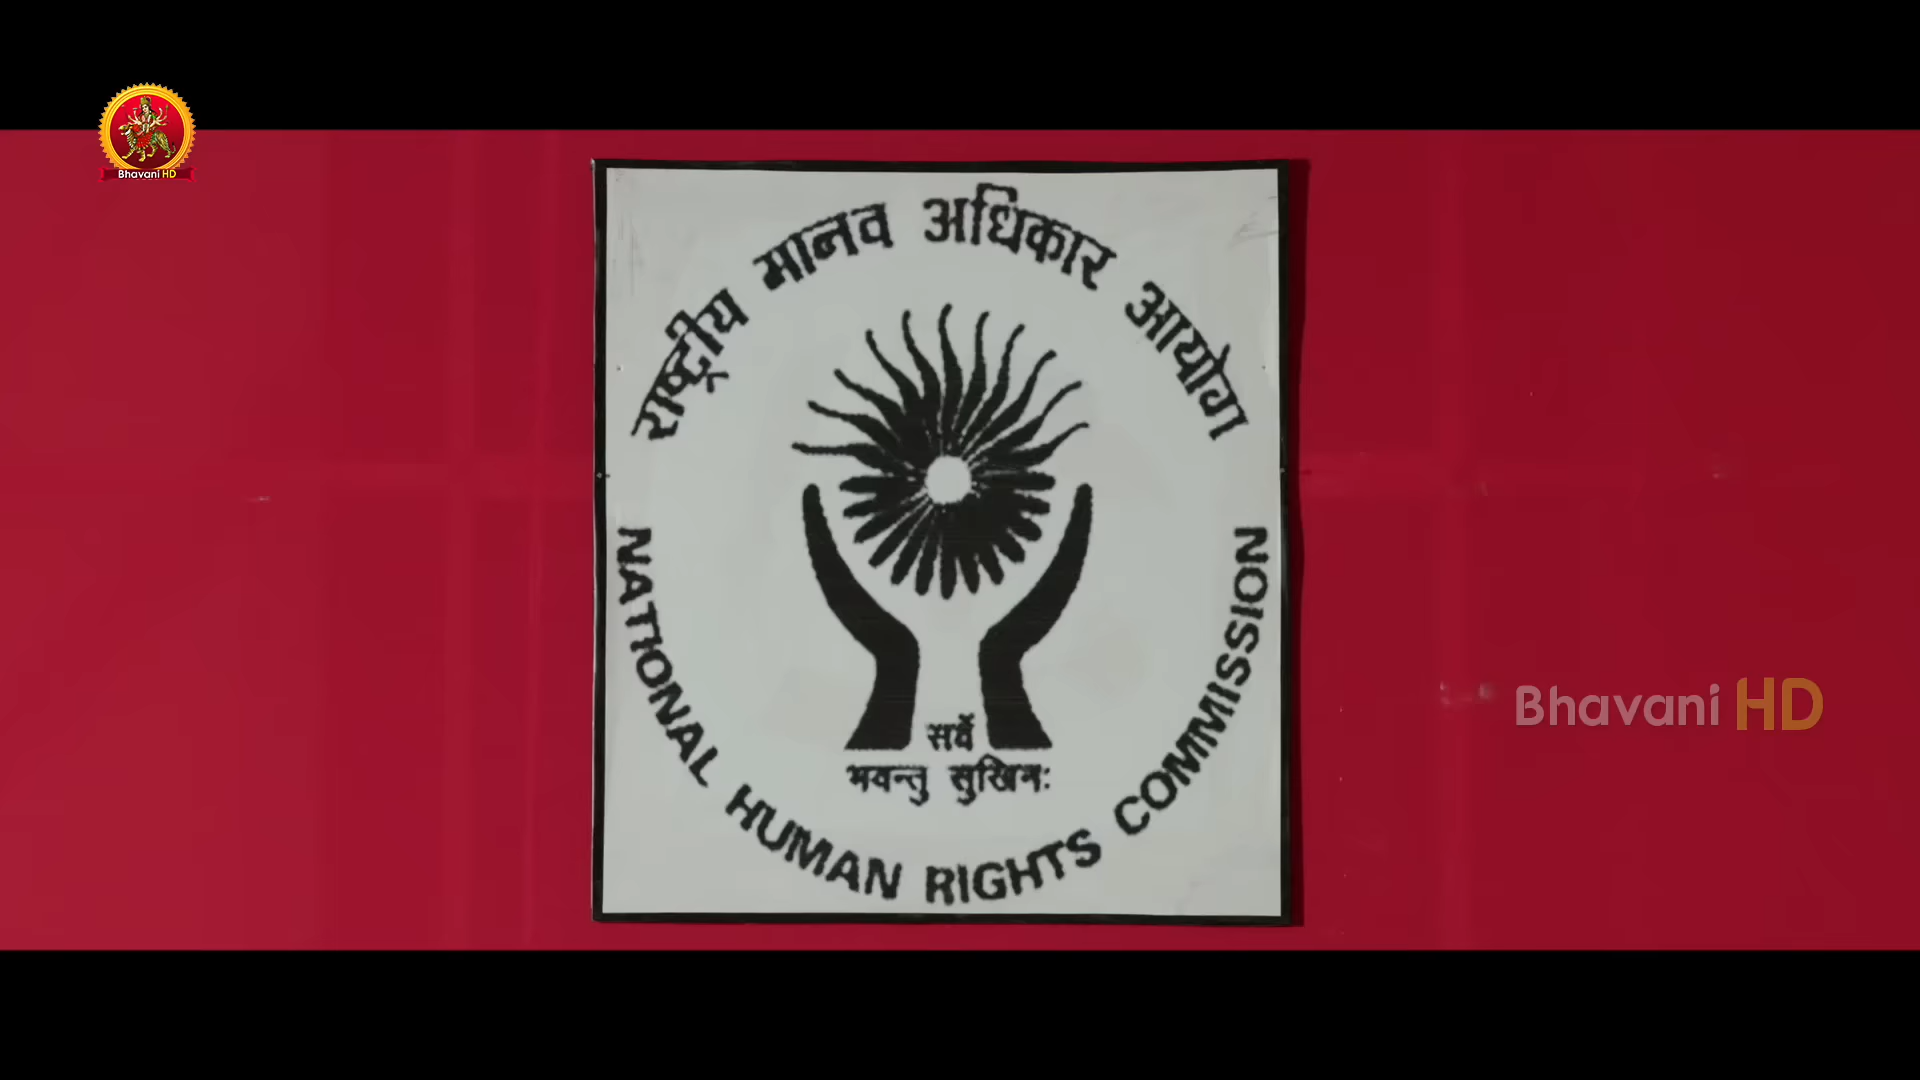 Bhavani HD
राष्ट्रीय मानव अधिकार आयोग
सर्वे
भवन्तु सुखिनः
NATIONAL HUMAN RIGHTS COMMISSION
Bhavani HD